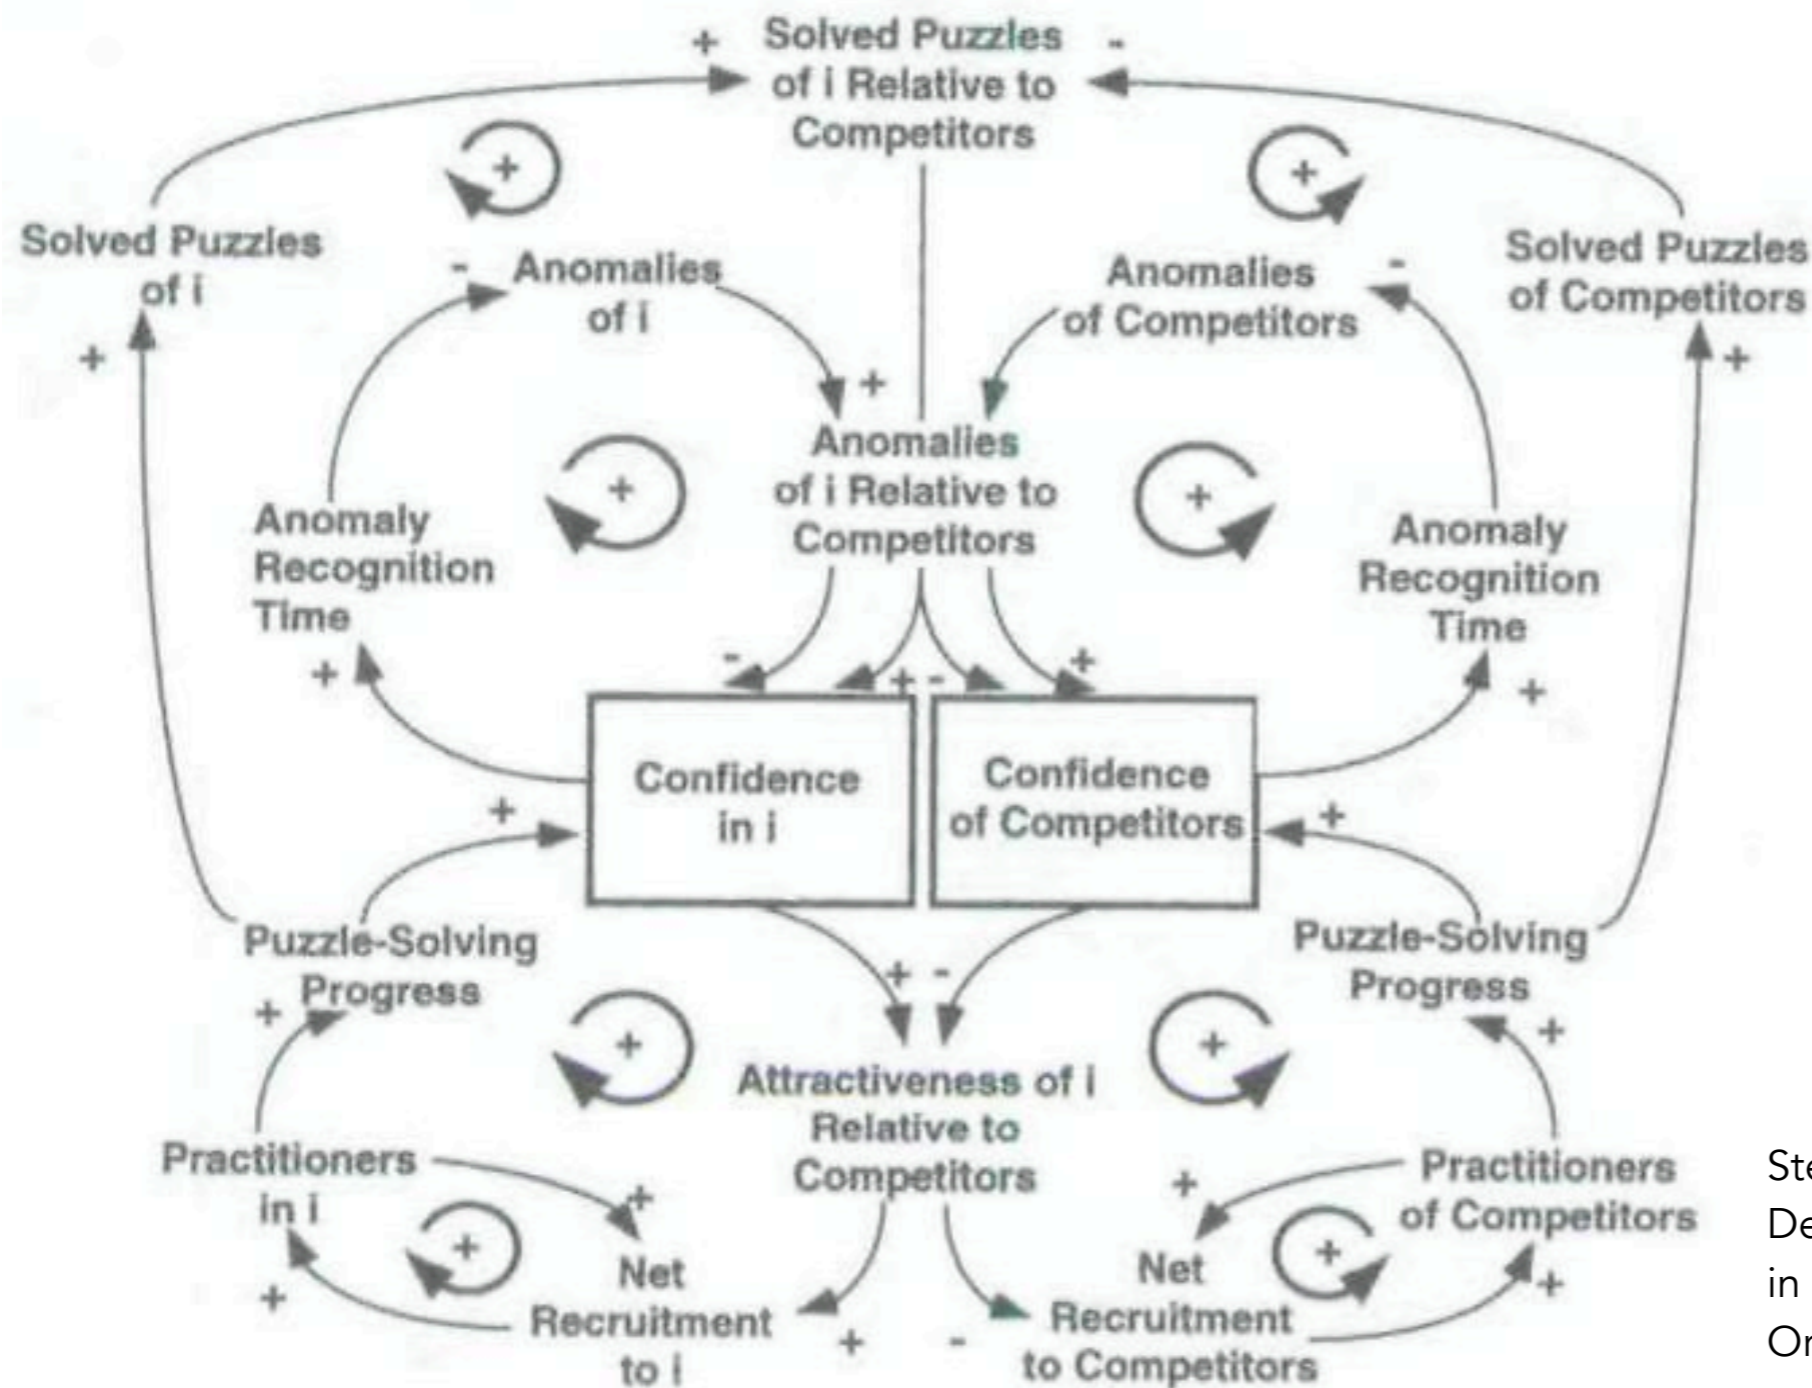 + Solved Puzzles -
of i Relative to
Competitors
+
+
Solved Puzzles
of i
+
Solved Puzzles
of Competitors
+
- Anomalies
of i
Anomalies -
of Competitors
+
Anomalies
of i Relative to
Competitors
+
+
Anomaly
Recognition
Time
+
Anomaly
Recognition
Time
+
- + - +
Confidence
in i
Confidence
of Competitors
+
+
Puzzle-Solving
Progress
+
Puzzle-Solving
Progress
+
+ -
+
+
Attractiveness of i
Relative to
Competitors
Practitioners
in i
+
+
+
Practitioners
of Competitors
+
+
+
Net
Recruitment
to i
+ -
Net
Recruitment
to Competitors
in